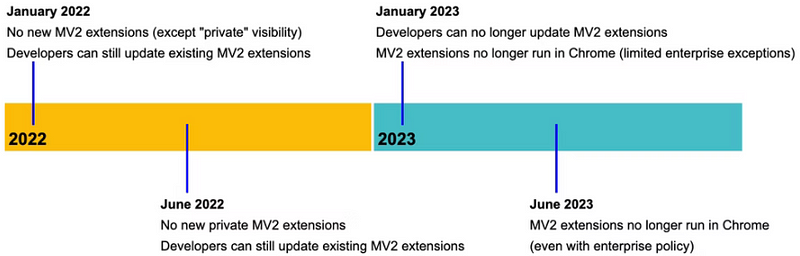 January 2022
No new MV2 extensions (except "private" visibility)
Developers can still update existing MV2 extensions
January 2023
Developers can no longer update MV2 extensions
MV2 extensions no longer run in Chrome (limited enterprise exceptions)
2022
2023
June 2022
No new private MV2 extensions
Developers can still update existing MV2 extensions
June 2023
MV2 extensions no longer run in Chrome
(even with enterprise policy)